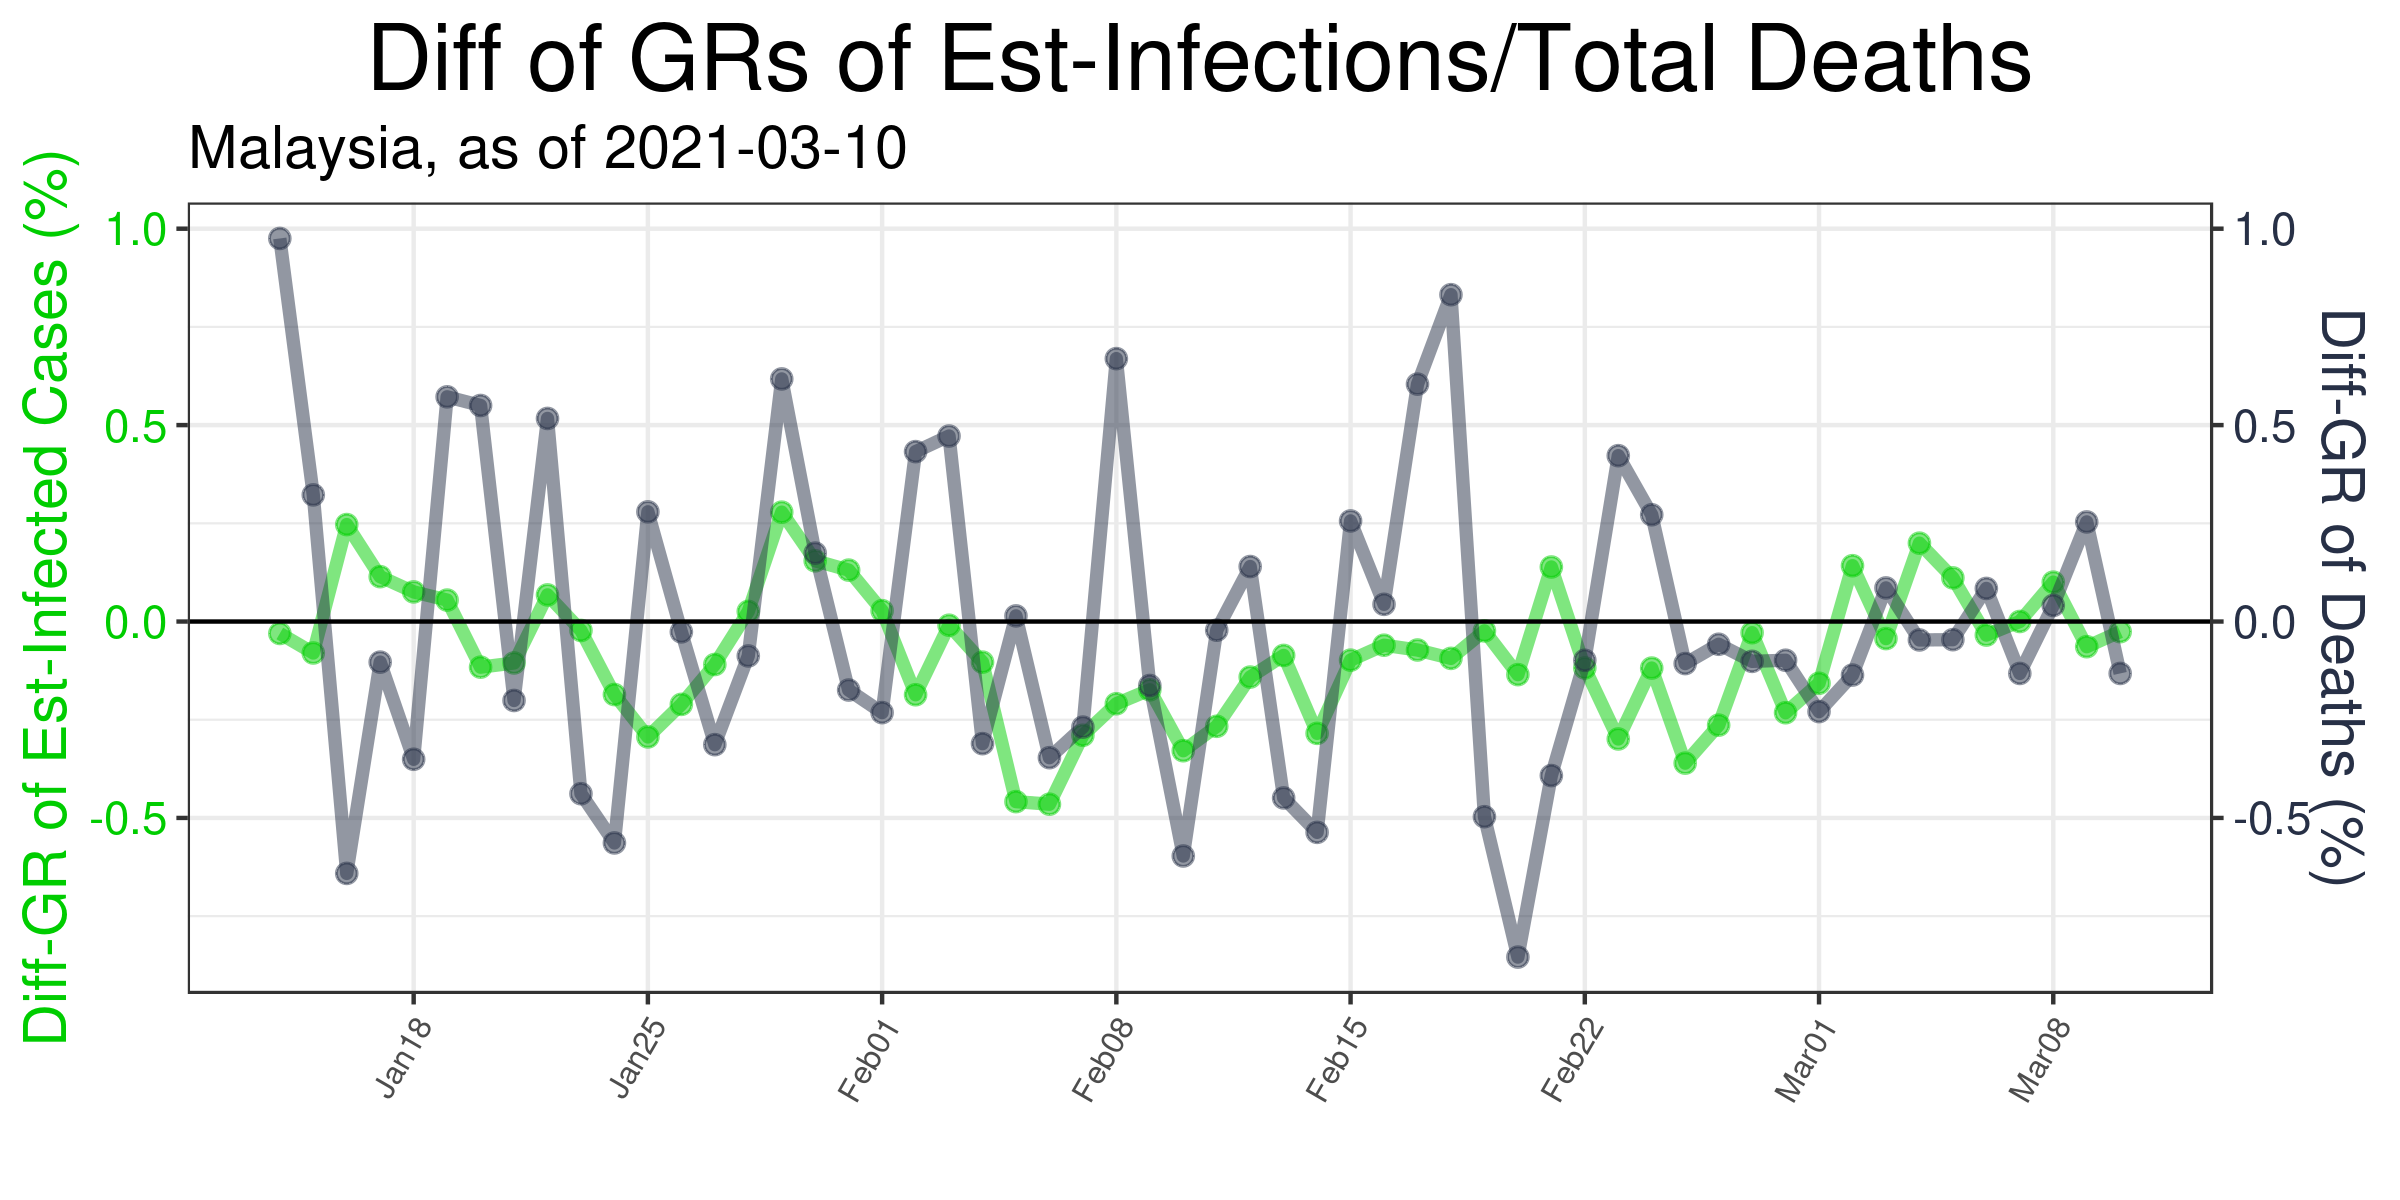 Diff of GRs of Est-Infections/Total Deaths
Malaysia, as of 2021-03-10
Diff-GR of Est-Infected Cases (%)
1.0
0.5
0.0
-0.5
1.0
0.5
0.0
-0.5
Diff-GR of Deaths (%)
Jan18
Jan25
Feb01
Feb08
Feb15
Feb22
Mar01
Mar08